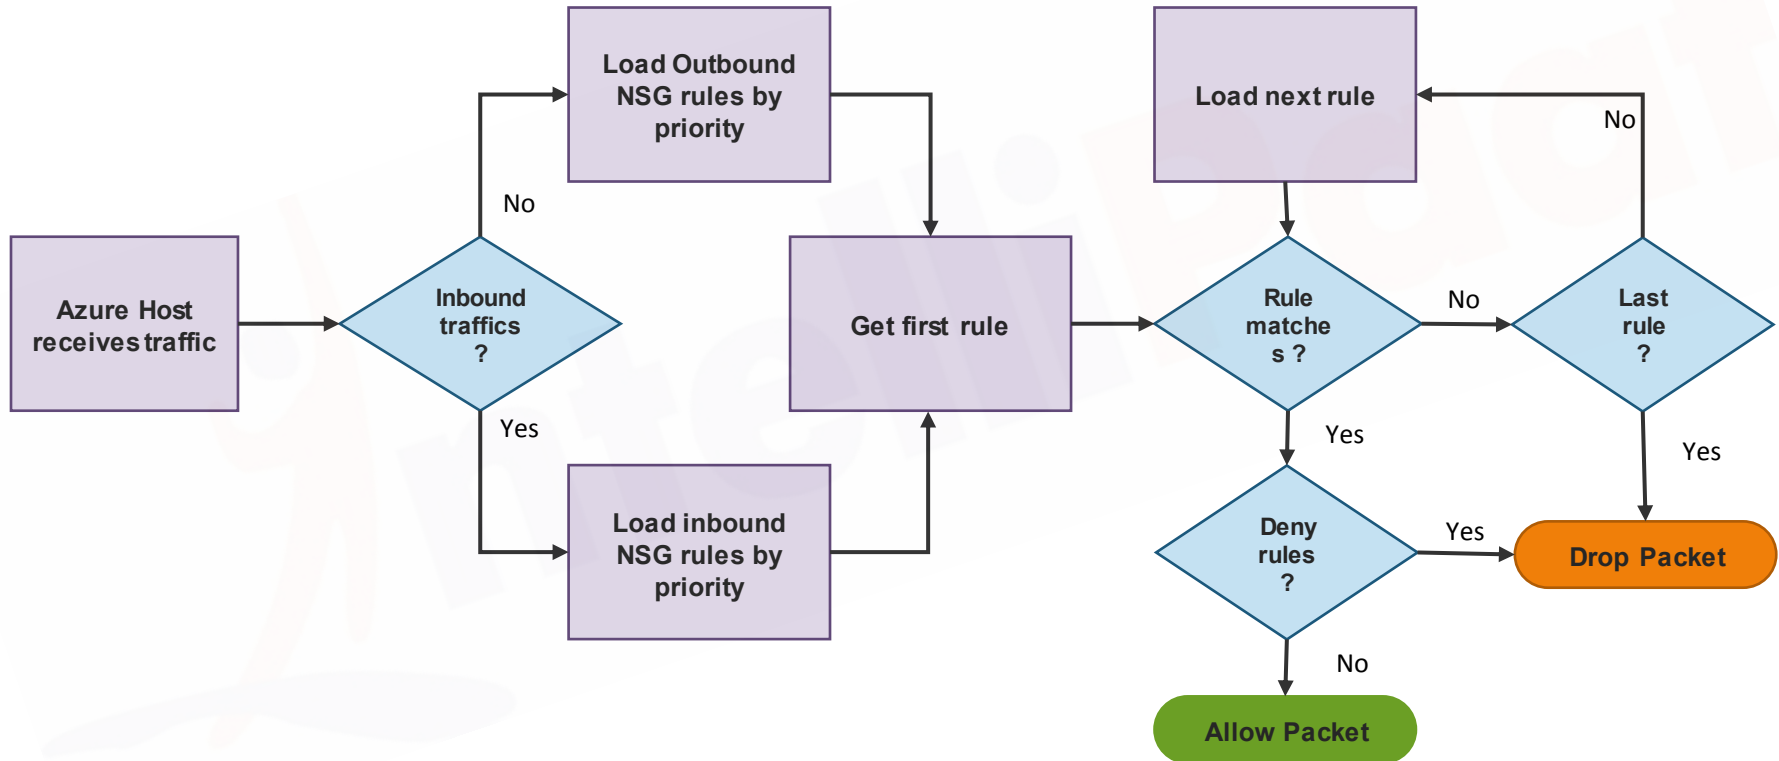 Azure Host
receives traffic
Inbound
traffics
?
No
Yes
Load Outbound
NSG rules by
priority
Load inbound
NSG rules by
priority
Get first rule
Load next rule
Rule
matche
s ?
No
Yes
Last
rule
?
No
Yes
Deny
rules
?
Yes
No
Drop Packet
Allow Packet